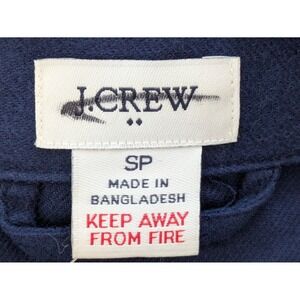 J.CREW
SP
MADE IN
BANGLADESH
KEEP AWAY
FROM FIRE